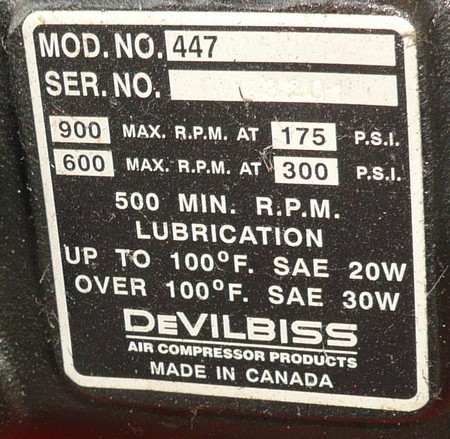 MOD. NO. 447
SER. NO.
900 MAX. R.P.M. AT 175 P.S.I.
600 MAX. R.P.M. AT 300 P.S.I.
500 MIN. R.P.M.
LUBRICATION
UP TO 100°F. SAE 20W
OVER 100°F. SAE 30W
DEVILBISS
AIR COMPRESSOR PRODUCTS
MADE IN CANADA